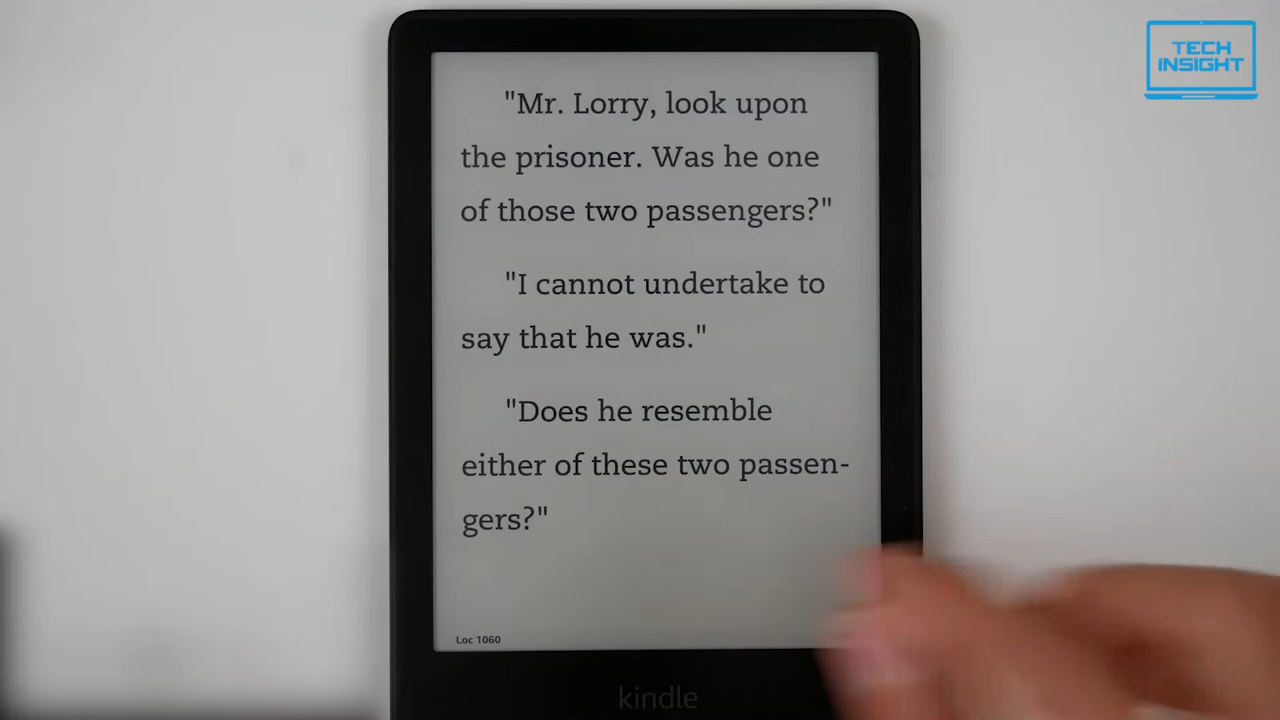 TECH
INSIGHT
"Mr. Lorry, look upon
the prisoner. Was he one
of those two passengers?"
"I cannot undertake to
say that he was."
"Does he resemble
either of these two passen-
gers?"
Loc 1060
kindle